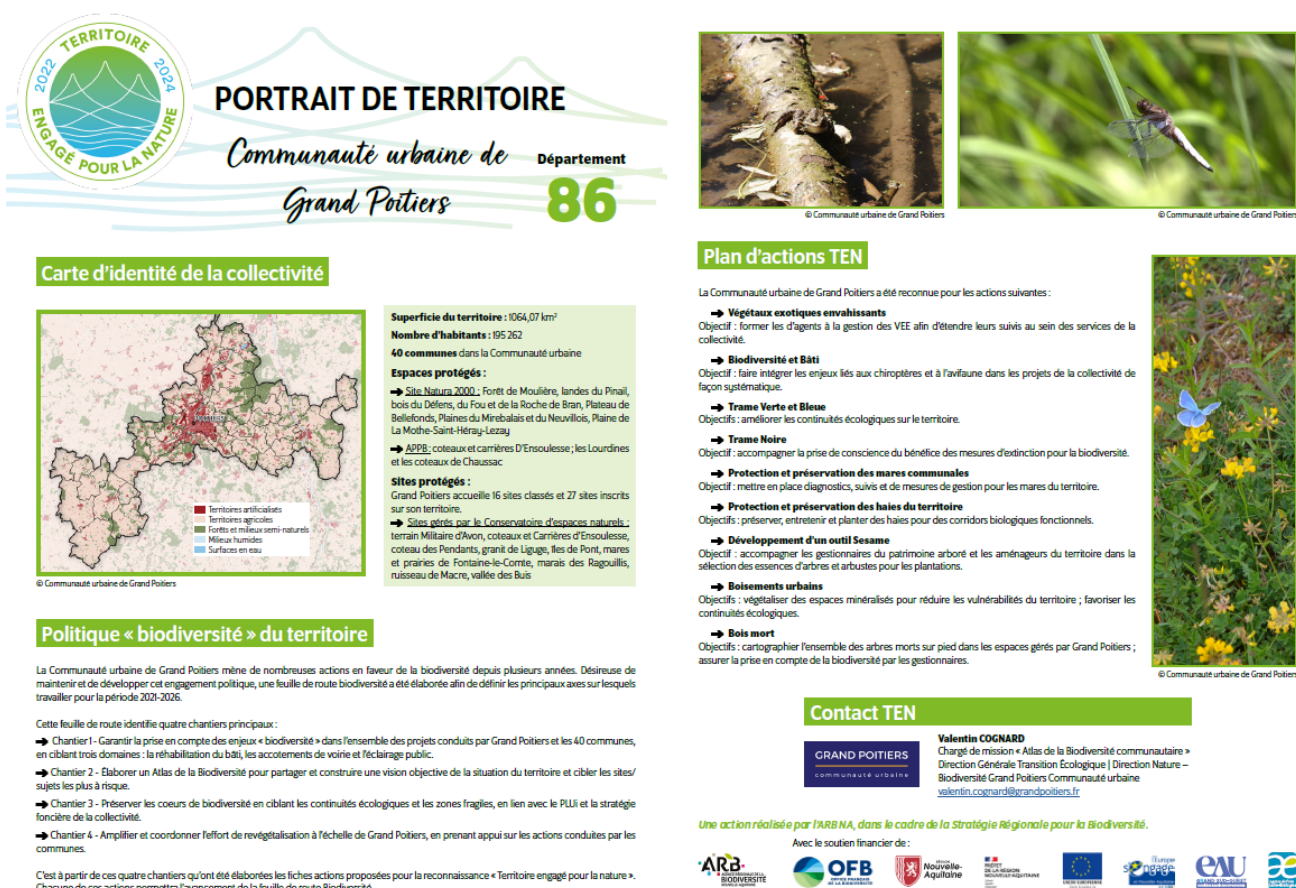 TERRITOIRE
2022
2024
ENGAGÉ POUR LA NATURE
PORTRAIT DE TERRITOIRE
Communauté urbaine de
Grand Poitiers
Département
86
Carte d'identité de la collectivité
Territoires artificialisés
Territoires agricoles
Forêts et milieux semi-naturels
Milieux humides
Surfaces en eau
© Communauté urbaine de Grand Poitiers
Superficie du territoire : 1064,07 km²
Nombre d'habitants : 195 262
40 communes dans la Communauté urbaine
Espaces protégés :
➔ Site Natura 2000 : Forêt de Moulière, landes du Pinail,
bois du Défens, du Fou et de la Roche de Bran, Plateau de
Bellefonds, Plaines du Mirebalais et du Neuvillois, Plaine de
La Mothe-Saint-Héray-Lezay
➔ APPB : coteaux et carrières D'Ensoulesse ; les Lourdines
et les coteaux de Chaussac
Sites protégés :
Grand Poitiers accueille 16 sites classés et 27 sites inscrits
sur son territoire.
➔ Sites gérés par le Conservatoire d'espaces naturels :
terrain Militaire d'Avon, coteaux et Carrières d'Ensoulesse,
coteau des Pendants, granit de Liguge, îles de Pont, mares
et prairies de Fontaine-le-Comte, marais des Ragouillis,
ruisseau de Macre, vallée des Buis
Politique « biodiversité » du territoire
La Communauté urbaine de Grand Poitiers mène de nombreuses actions en faveur de la biodiversité depuis plusieurs années. Désireuse de
maintenir et de développer cet engagement politique, une feuille de route biodiversité a été élaborée afin de définir les principaux axes sur lesquels
travailler pour la période 2021-2026.
Cette feuille de route identifie quatre chantiers principaux :
➔ Chantier 1 - Garantir la prise en compte des enjeux « biodiversité » dans l'ensemble des projets conduits par Grand Poitiers et les 40 communes,
en ciblant trois domaines : la réhabilitation du bâti, les accotements de voirie et l'éclairage public.
➔ Chantier 2 - Élaborer un Atlas de la Biodiversité pour partager et construire une vision objective de la situation du territoire et cibler les sites/
sujets les plus à risque.
➔ Chantier 3 - Préserver les coeurs de biodiversité en ciblant les continuités écologiques et les zones fragiles, en lien avec le PLUi et la stratégie
foncière de la collectivité.
➔ Chantier 4 - Amplifier et coordonner l'effort de revégétalisation à l'échelle de Grand Poitiers, en prenant appui sur les actions conduites par les
communes.
C'est à partir de ces quatre chantiers qu'ont été élaborées les fiches actions proposées pour la reconnaissance « Territoire engagé pour la nature ».
Chacune de ces actions permettra l'avancement de la feuille de route Biodiversité.
© Communauté urbaine de Grand Poitiers
© Communauté urbaine de Grand Poitiers
Plan d'actions TEN
La Communauté urbaine de Grand Poitiers a été reconnue pour les actions suivantes :
➔ Végétaux exotiques envahissants
Objectif : former les d'agents à la gestion des VEE afin d'étendre leurs suivis au sein des services de la
collectivité.
➔ Biodiversité et Bâti
Objectif : faire intégrer les enjeux liés aux chiroptères et à l'avifaune dans les projets de la collectivité de
façon systématique.
➔ Trame Verte et Bleue
Objectifs : améliorer les continuités écologiques sur le territoire.
➔ Trame Noire
Objectif : accompagner la prise de conscience du bénéfice des mesures d'extinction pour la biodiversité.
➔ Protection et préservation des mares communales
Objectif : mettre en place diagnostics, suivis et de mesures de gestion pour les mares du territoire.
➔ Protection et préservation des haies du territoire
Objectifs : préserver, entretenir et planter des haies pour des corridors biologiques fonctionnels.
➔ Développement d'un outil Sesame
Objectif : accompagner les gestionnaires du patrimoine arboré et les aménageurs du territoire dans la
sélection des essences d'arbres et arbustes pour les plantations.
➔ Boisements urbains
Objectifs : végétaliser des espaces minéralisés pour réduire les vulnérabilités du territoire ; favoriser les
continuités écologiques.
➔ Bois mort
Objectifs : cartographier l'ensemble des arbres morts sur pied dans les espaces gérés par Grand Poitiers ;
assurer la prise en compte de la biodiversité par les gestionnaires.
© Communauté urbaine de Grand Poitiers
Contact TEN
GRAND POITIERS
communauté urbaine
Valentin COGNARD
Chargé de mission « Atlas de la Biodiversité communautaire »
Direction Générale Transition Écologique | Direction Nature –
Biodiversité Grand Poitiers Communauté urbaine
valentin.cognard@grandpoitiers.fr
Une action réalisée par l'ARB NA, dans le cadre de la Stratégie Régionale pour la Biodiversité.
Avec le soutien financier de :
ARB
BIODIVERSITÉ
OFB
OFFICE FRANÇAIS
DE LA BIODIVERSITÉ
Nouvelle-
Aquitaine
PRÉFET
DE LA RÉGION
NOUVELLE-AQUITAINE
l'Europe
s'engage
EAU